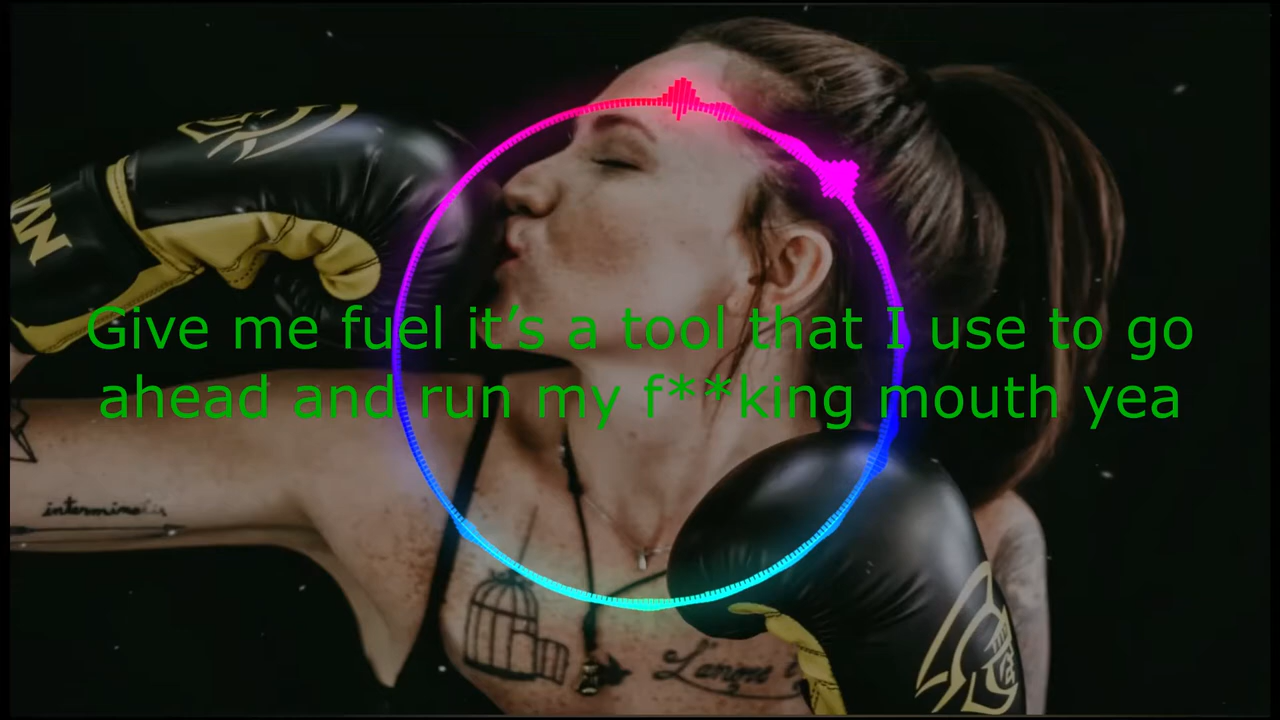 Give me fuel it’s a tool that I use to go
ahead and run my f**king mouth yea